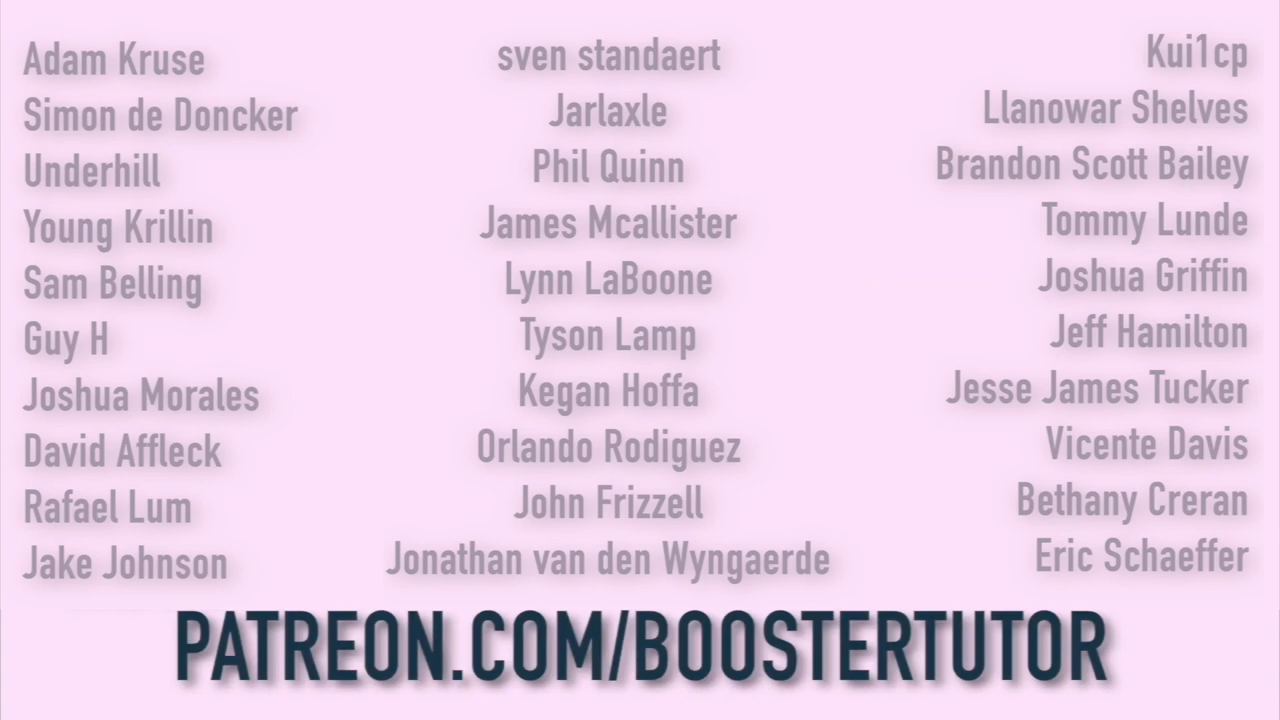 Adam Kruse
Simon de Doncker
Underhill
Young Krillin
Sam Belling
Guy H
Joshua Morales
David Affleck
Rafael Lum
Jake Johnson
sven standaert
Jarlaxle
Phil Quinn
James Mcallister
Lynn LaBoone
Tyson Lamp
Kegan Hoffa
Orlando Rodiguez
John Frizzell
Jonathan van den Wyngaerde
Kui1cp
Llanowar Shelves
Brandon Scott Bailey
Tommy Lunde
Joshua Griffin
Jeff Hamilton
Jesse James Tucker
Vicente Davis
Bethany Creran
Eric Schaeffer
PATREON.COM/BOOSTERTUTOR